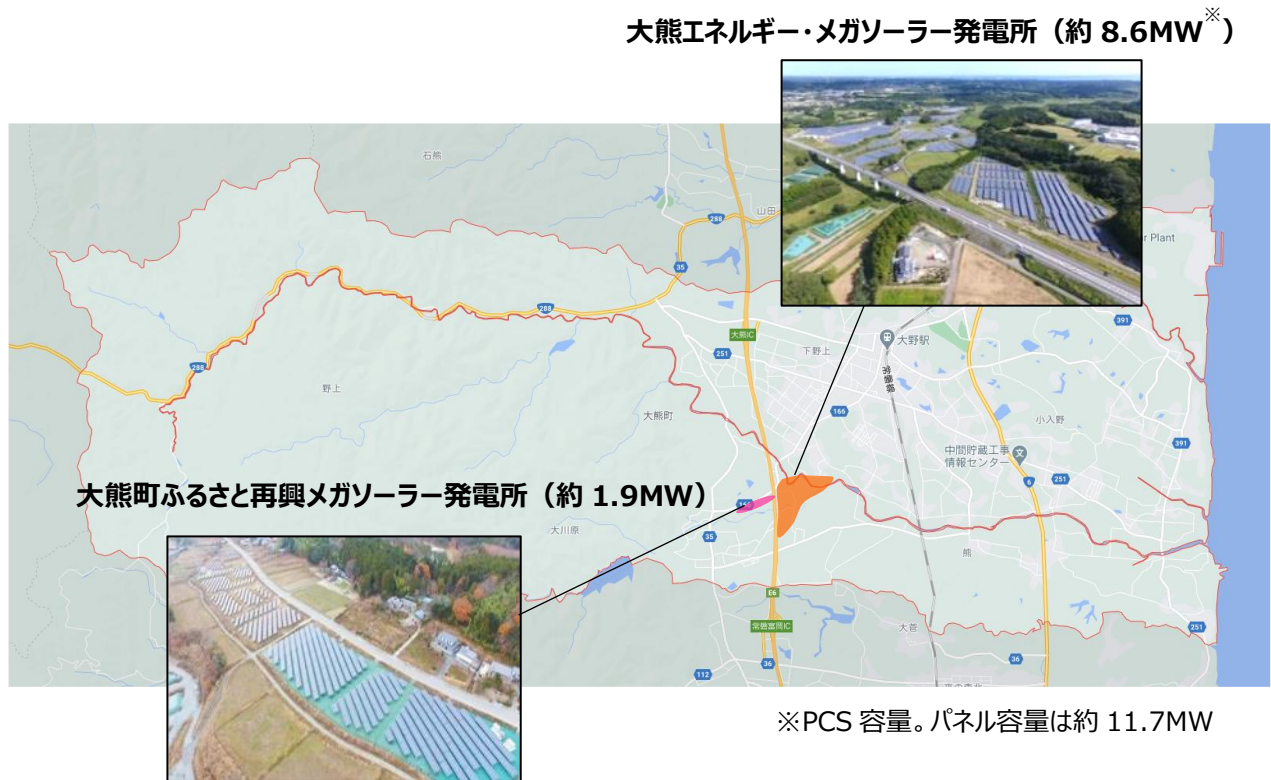 大熊エネルギー・メガソーラー発電所（約 8.6MW※）
石熊
山田
288
35
r Plant
288
391
大熊IC
大野駅
251
下野上
288
常磐線
野上
大熊町
166
小入野
中間貯蔵工事
情報センター
391
6
251
大熊町ふるさと再興メガソーラー発電所（約 1.9MW）
大川原
35
熊
E6
常磐富岡IC
大菅
251
36
36
112
※PCS 容量。パネル容量は約 11.7MW